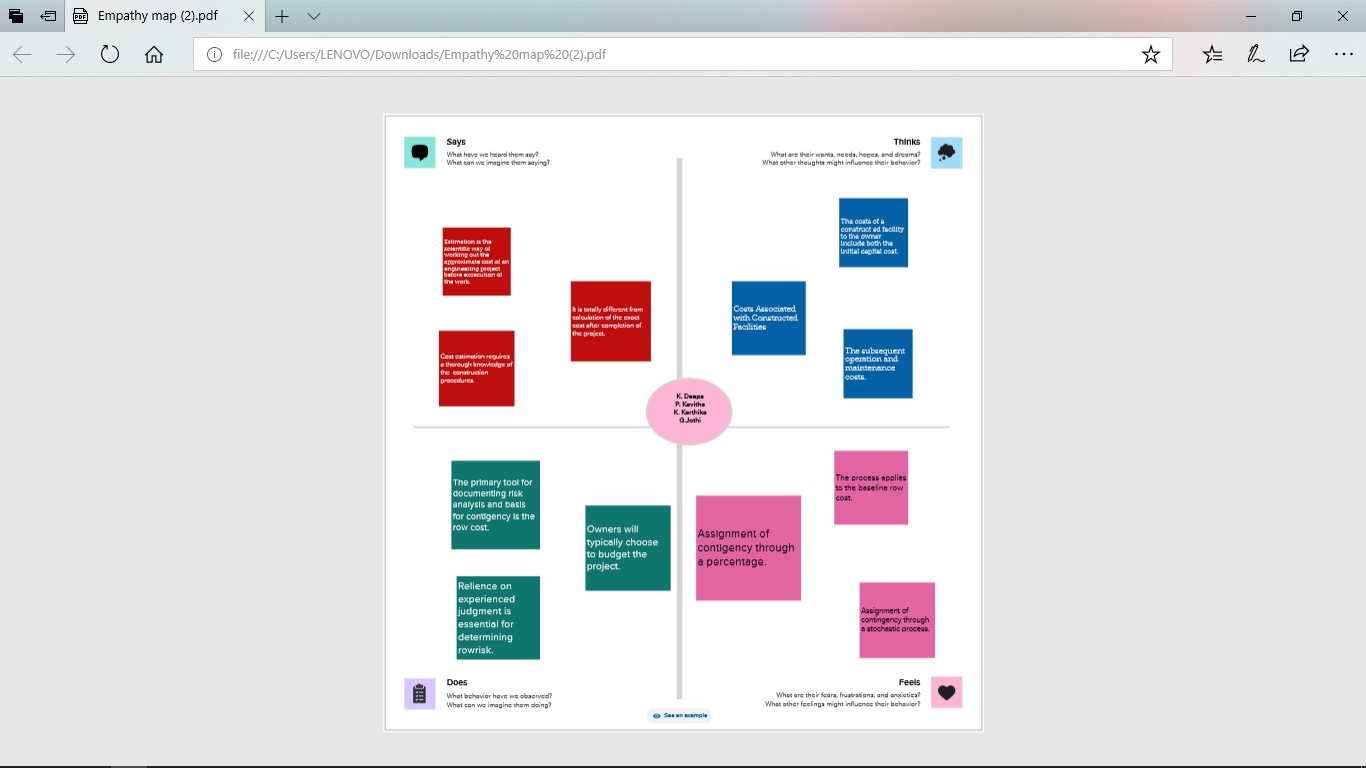 Empathy map (2).pdf
file:///C:/Users/LENOVO/Downloads/Empathy%20map%20(2).pdf
Says
What have we heard them say?
What can we imagine them saying?
Thinks
What are their wants, needs, hopes, and dreams?
What other thoughts might influence their behavior?
Estimation is the
scientific way of
working out the
approximate cost of an
engineering project
before excecution of
the work.
It is totally different from
calculation of the exact
cost after completion of
the project.
Cost estimation requires
a thorough knowledge of
the construction
procedures.
The costs of a
construct ed facility
to the owner
include both the
initial capital cost.
Costs Associated
with Constructed
Facilities
The subsequent
operation and
maintenance
costs.
K. Deepa
P. Kavitha
K. Karthika
G.Jothi
The primary tool for
documenting risk
analysis and basis
for contigency is the
row cost.
Owners will
typically choose
to budget the
project.
Relience on
experienced
judgment is
essential for
determining
rowrisk.
Assignment of
contigency through
a percentage.
The process applies
to the baseline row
cost.
Assignment of
contingency through
a stochastic process.
Does
What behavior have we observed?
What can we imagine them doing?
Feels
What are their fears, frustrations, and anxieties?
What other feelings might influence their behavior?
See an example